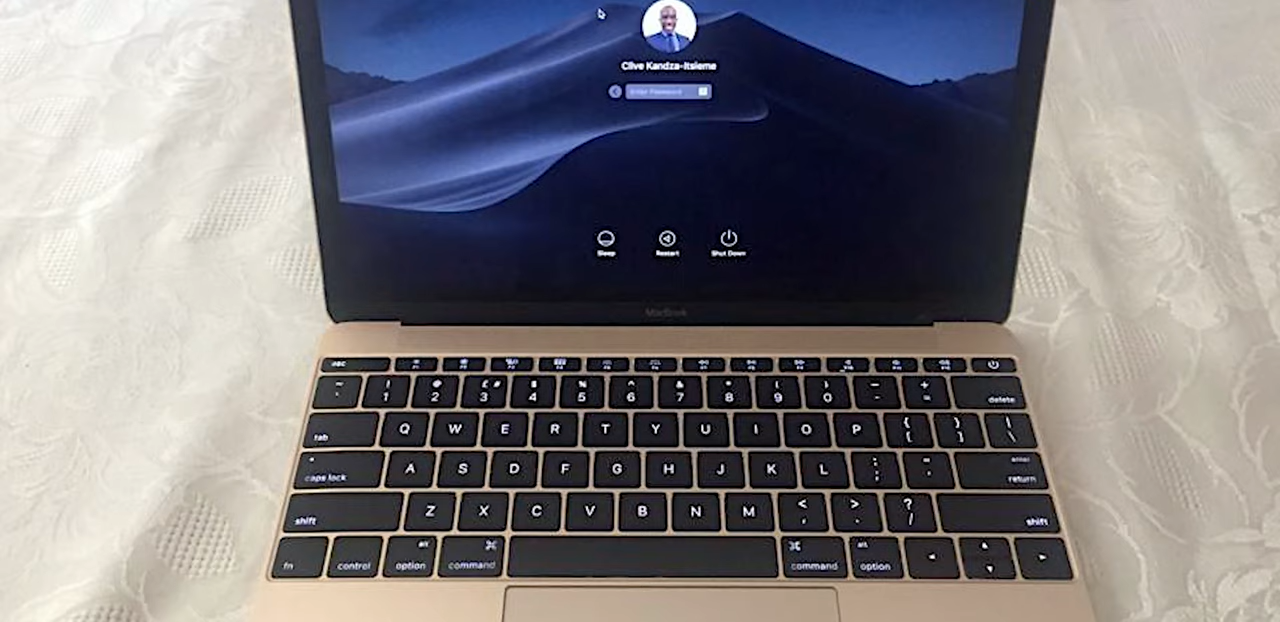 Clive Kandza-Itsieme
Enter Password
Sleep Restart Shut Down
MacBook
esc
~ ! @ £ # $ % ^ & * ( ) _ +
` 1 2 3 4 5 6 7 8 9 0 - = delete
tab Q W E R T Y U I O P { [ } ] | \
caps lock A S D F G H J K L : ; " ' enter return
shift Z X C V B N M < , > . ? / shift
fn control alt option ⌘ command ⌘ command alt option ◀ ▲ ▼ ▶